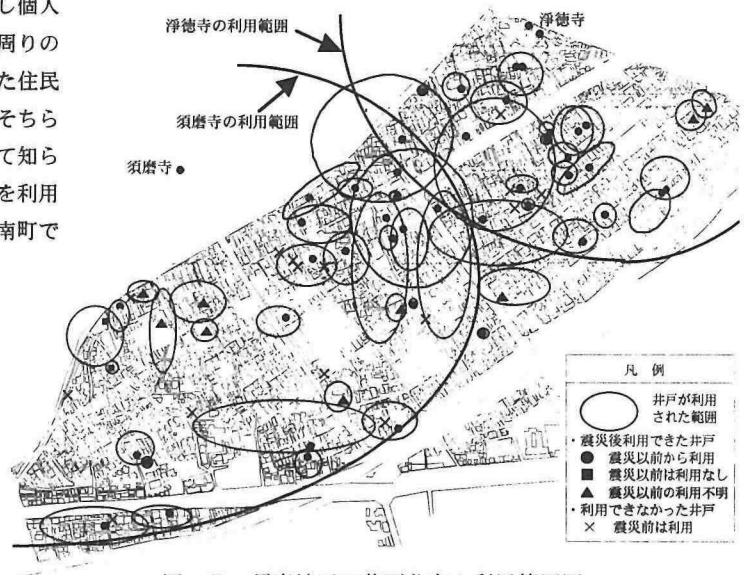 し個人
周りの
た住民
そちら
て知ら
を利用
南町で
淨徳寺の利用範囲
淨徳寺
須磨寺の利用範囲
須磨寺
凡 例
井戸が利用
された範囲
・震災後利用できた井戸
● 震災以前から利用
■ 震災以前は利用なし
▲ 震災以前の利用不明
・利用できなかった井戸
× 震災前は利用